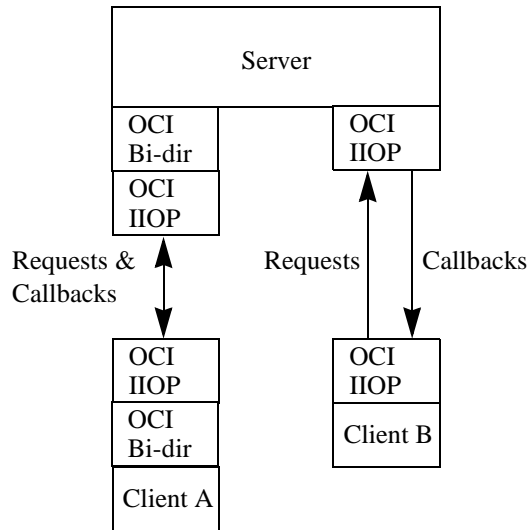 Server
OCI
Bi-dir
OCI
IIOP
OCI
IIOP
Requests &
Callbacks
Requests
Callbacks
OCI
IIOP
OCI
Bi-dir
Client A
OCI
IIOP
Client B